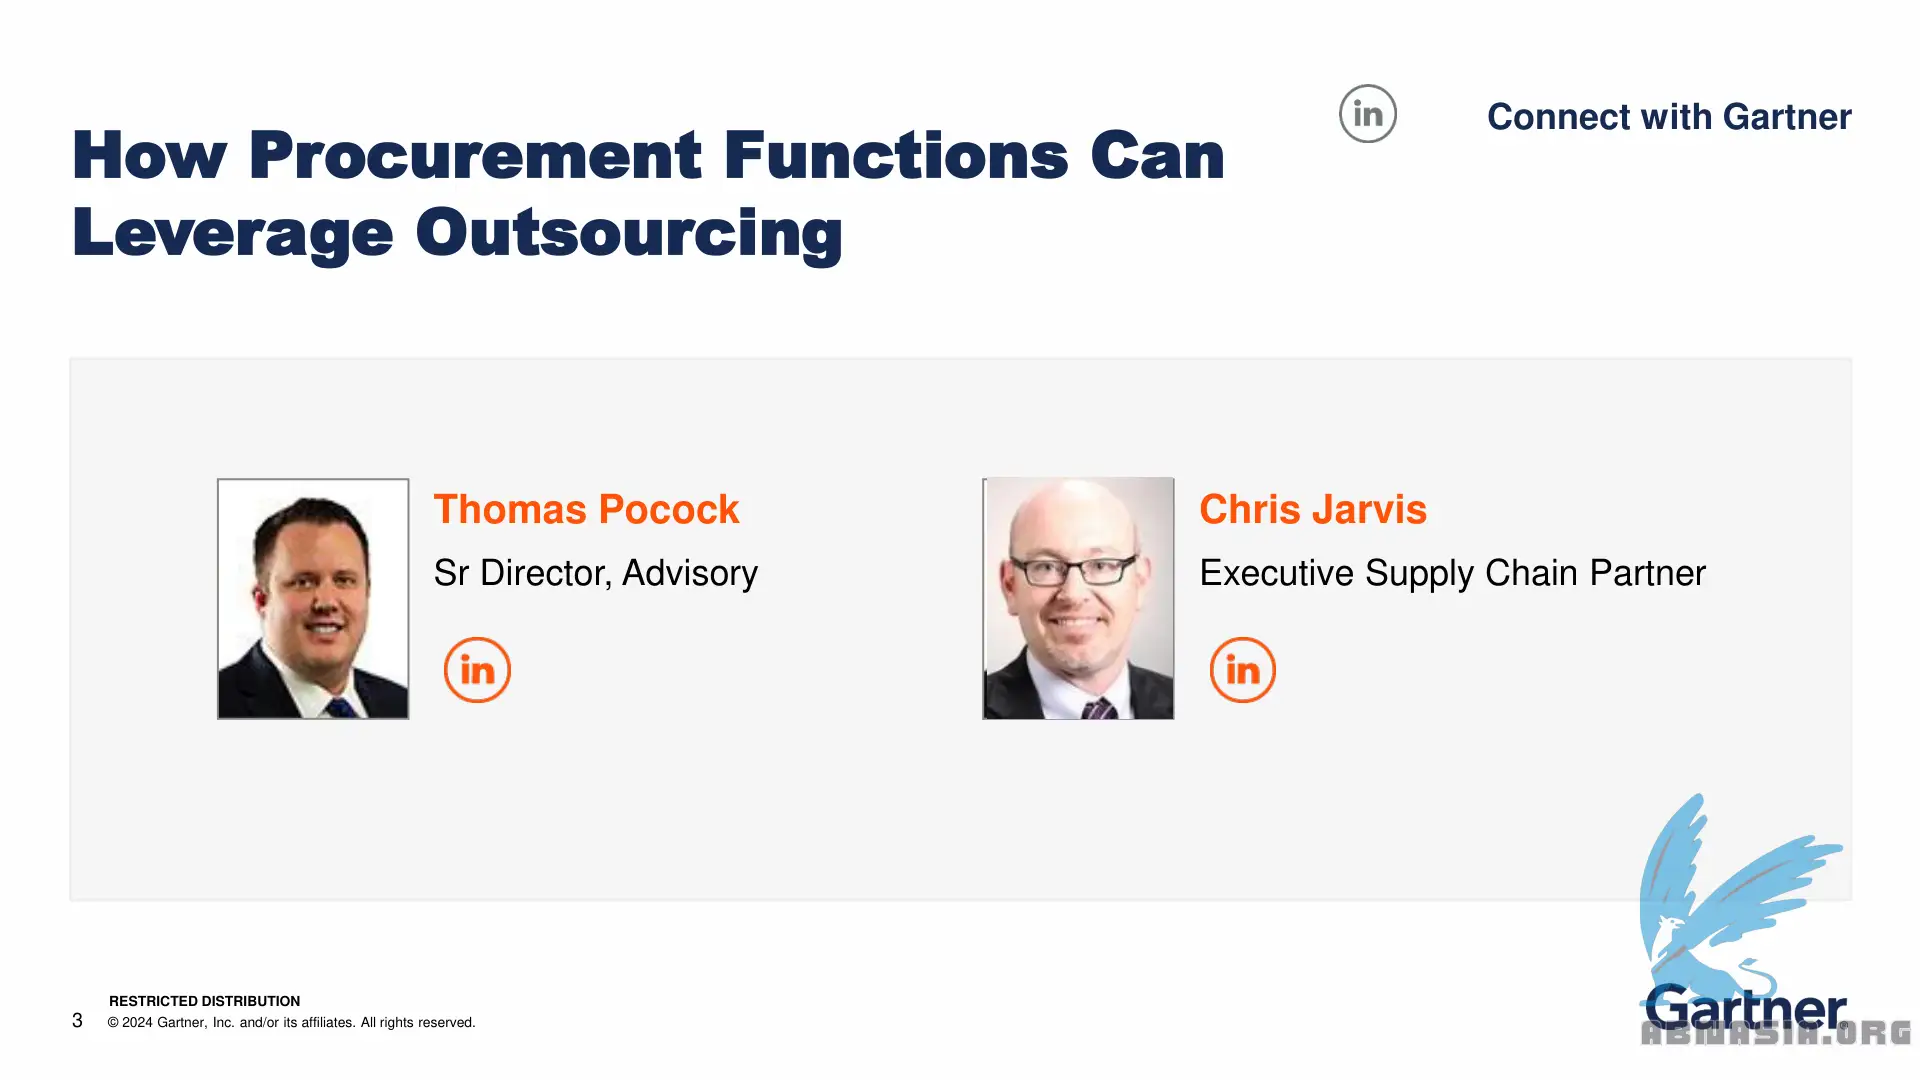 How Procurement Functions Can
Leverage Outsourcing
in
Connect with Gartner
Thomas Pocock
Sr Director, Advisory
in
Chris Jarvis
Executive Supply Chain Partner
in
RESTRICTED DISTRIBUTION
3
© 2024 Gartner, Inc. and/or its affiliates. All rights reserved.
Gartner
ABNASIA.ORG